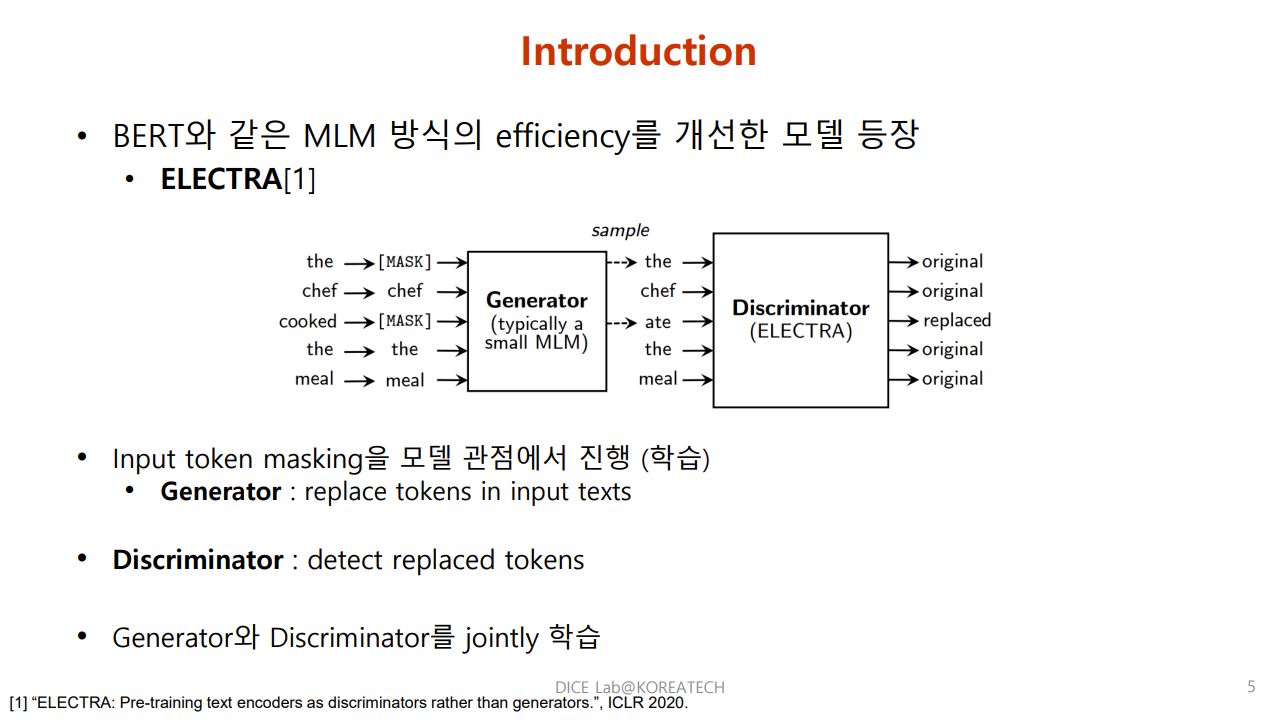 Introduction
• BERT와 같은 MLM 방식의 efficiency를 개선한 모델 등장
• ELECTRA[1]
sample
the [MASK] the original
chef chef chef original
cooked [MASK] ate replaced
the the the original
meal meal meal original
Generator
(typically a
small MLM)
Discriminator
(ELECTRA)
• Input token masking을 모델 관점에서 진행 (학습)
• Generator : replace tokens in input texts
• Discriminator : detect replaced tokens
• Generator와 Discriminator를 jointly 학습
DICE Lab@KOREATECH
5
[1] “ELECTRA: Pre-training text encoders as discriminators rather than generators.”, ICLR 2020.